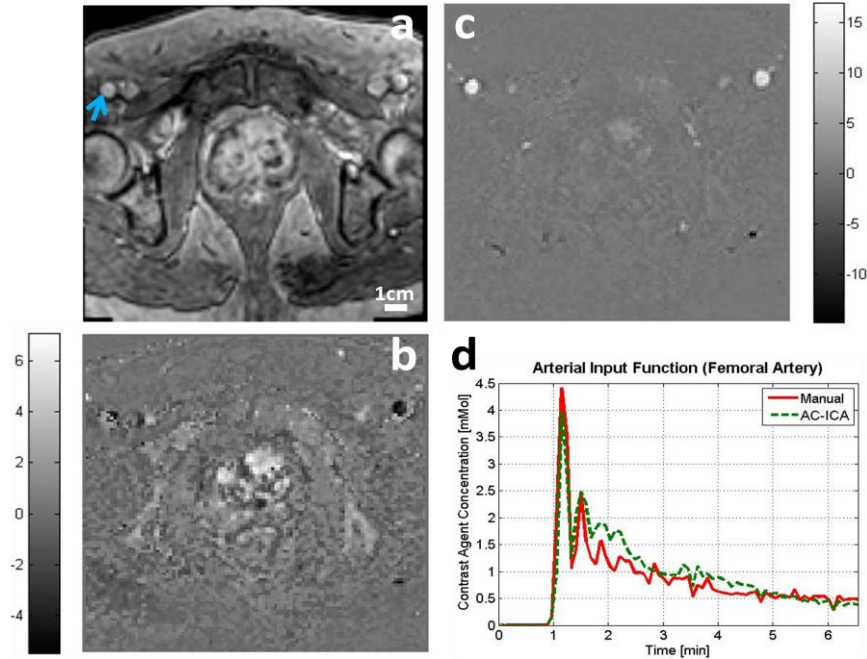 a
1cm
c
15
10
5
0
-5
-10
b
6
4
2
0
-2
-4
d
Arterial Input Function (Femoral Artery)
Manual
AC-ICA
Contrast Agent Concentration [mMol]
4.5
4
3.5
3
2.5
2
1.5
1
0.5
0
0 1 2 3 4 5 6
Time [min]